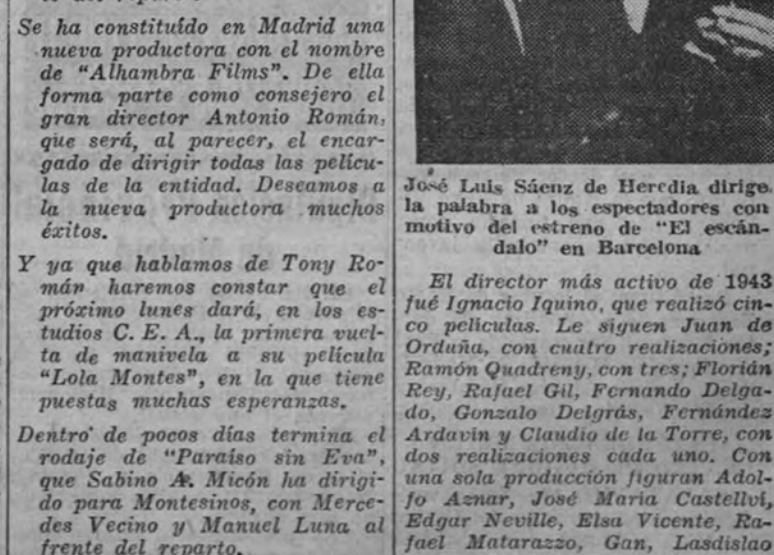 Se ha constituído en Madrid una
nueva productora con el nombre
de "Alhambra Films". De ella
forma parte como consejero el
gran director Antonio Román,
que será, al parecer, el encar-
gado de dirigir todas las pelícu-
las de la entidad. Deseamos a
la nueva productora muchos
éxitos.
Y ya que hablamos de Tony Ro-
mán haremos constar que el
próximo lunes dará, en los es-
tudios C. E. A., la primera vuel-
ta de manivela a su película
"Lola Montes", en la que tiene
puestas muchas esperanzas.
Dentro de pocos días termina el
rodaje de "Paraíso sin Eva",
que Sabino A. Micón ha dirigi-
do para Montesinos, con Merce-
des Vecino y Manuel Luna al
frente del reparto.
José Luis Sáenz de Heredia dirige
la palabra a los espectadores con
motivo del estreno de "El escán-
dalo" en Barcelona
El director más activo de 1943
fué Ignacio Iquino, que realizó cin-
co películas. Le siguen Juan de
Orduña, con cuatro realizaciones;
Ramón Quadreny, con tres; Florián
Rey, Rafael Gil, Fernando Delga-
do, Gonzalo Delgrás, Fernández
Ardavín y Claudio de la Torre, con
dos realizaciones cada uno. Con
una sola producción figuran Adol-
fo Aznar, José María Castellví,
Edgar Neville, Elsa Vicente, Ra-
fael Matarazzo, Gan, Lasdislao